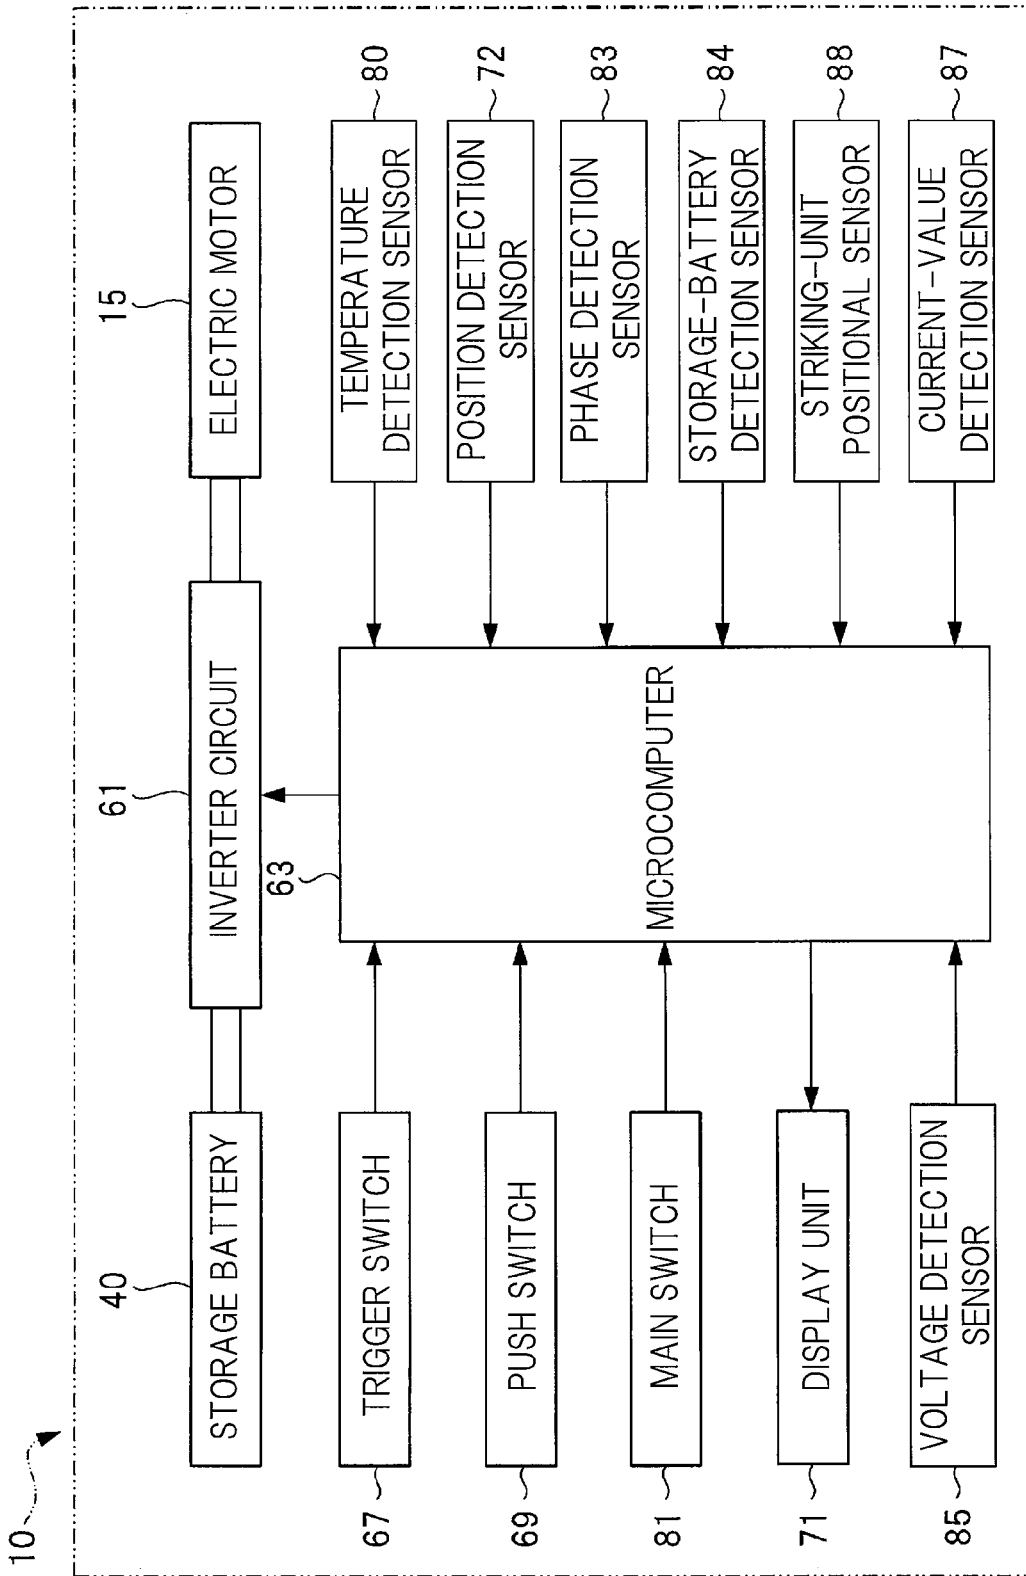 10
40
61
15
STORAGE BATTERY
INVERTER CIRCUIT
ELECTRIC MOTOR
63
67
TRIGGER SWITCH
69
PUSH SWITCH
81
MAIN SWITCH
71
DISPLAY UNIT
85
VOLTAGE DETECTION
SENSOR
MICROCOMPUTER
TEMPERATURE
DETECTION SENSOR
80
POSITION DETECTION
SENSOR
72
PHASE DETECTION
SENSOR
83
STORAGE-BATTERY
DETECTION SENSOR
84
STRIKING-UNIT
POSITIONAL SENSOR
88
CURRENT-VALUE
DETECTION SENSOR
87